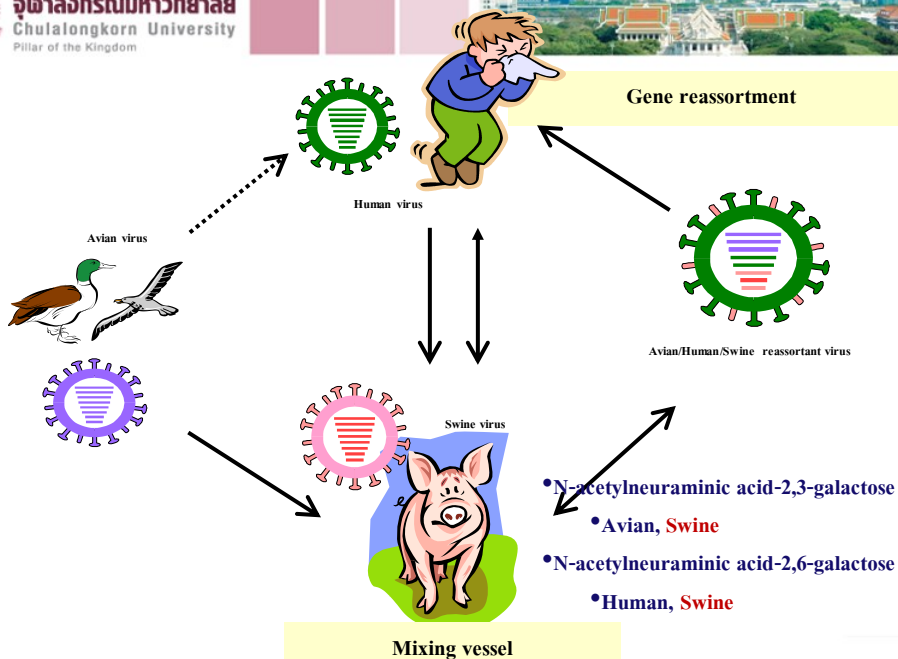 จุฬาลงกรณ์มหาวิทยาลัย
Chulalongkorn University
Pillar of the Kingdom
Gene reassortment
Human virus
Avian virus
Avian/Human/Swine reassortant virus
Swine virus
•N-acetylneuraminic acid-2,3-galactose
•Avian, Swine
•N-acetylneuraminic acid-2,6-galactose
•Human, Swine
Mixing vessel